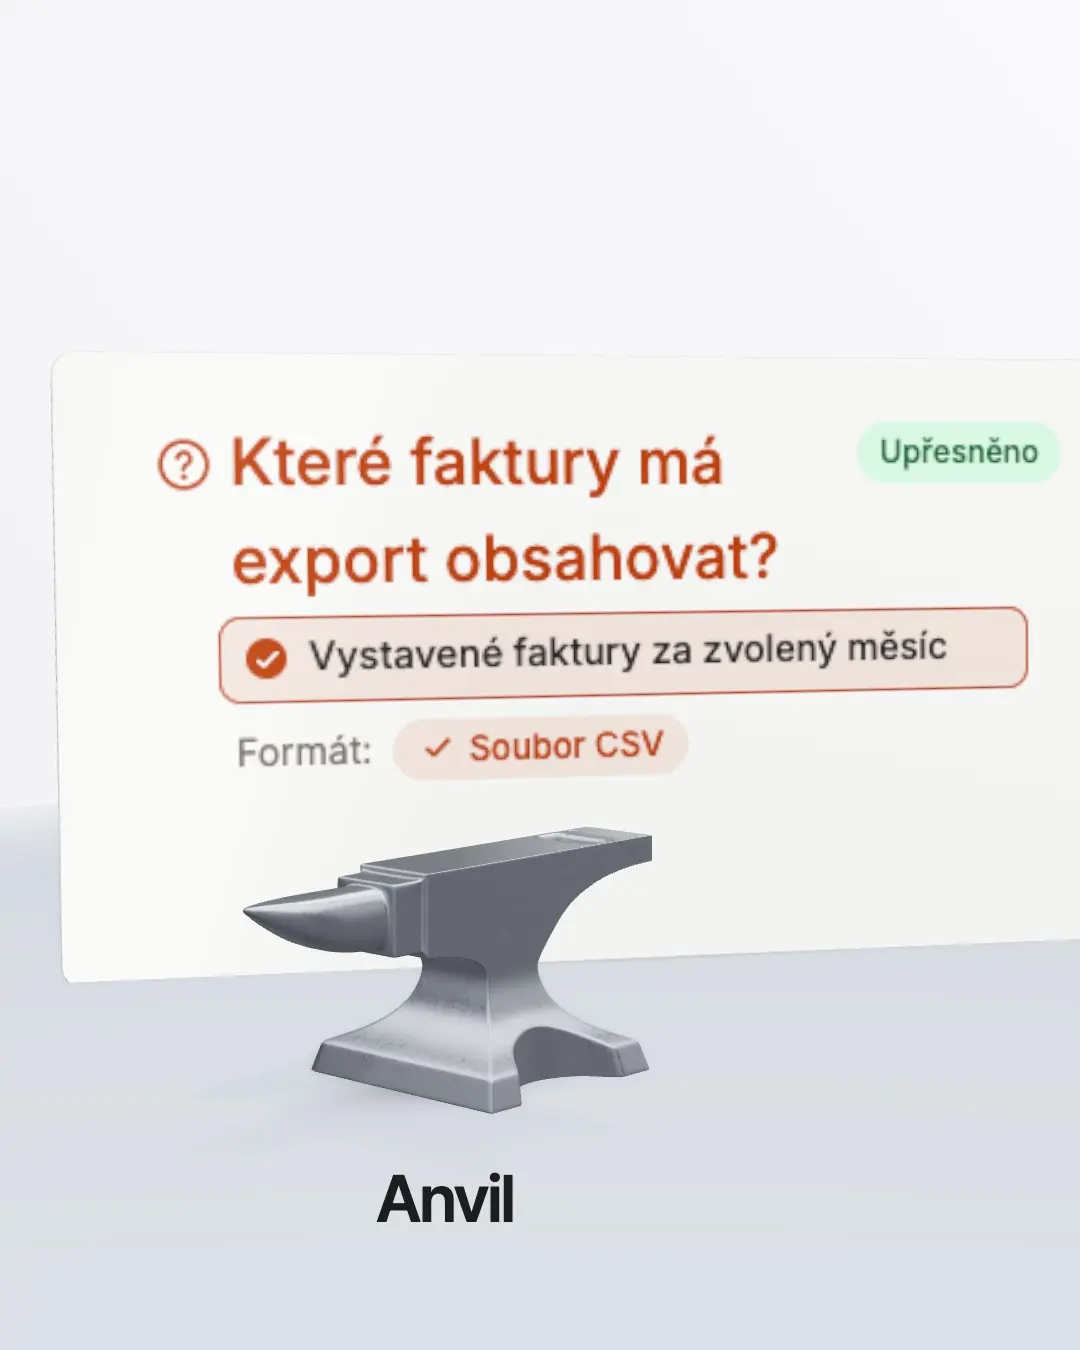 Které faktury má
export obsahovat?
Upřesněno
Vystavené faktury za zvolený měsíc
Formát: Soubor CSV
Anvil